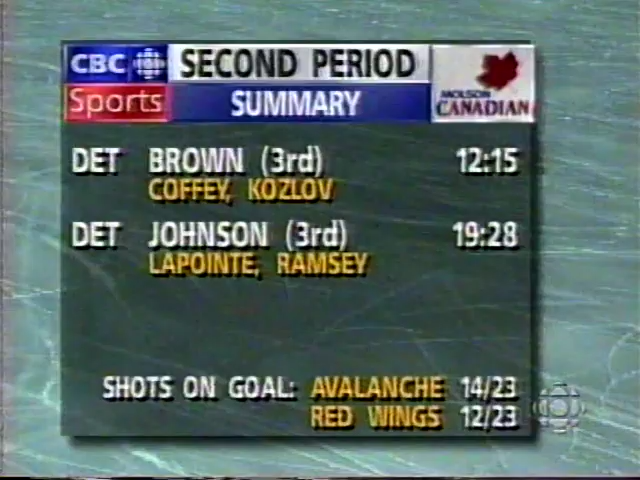 CBC SECOND PERIOD
Sports SUMMARY
MOLSON
CANADIAN
DET BROWN (3rd) 12:15
COFFEY, KOZLOV
DET JOHNSON (3rd) 19:28
LAPOINTE, RAMSEY
SHOTS ON GOAL: AVALANCHE 14/23
RED WINGS 12/23